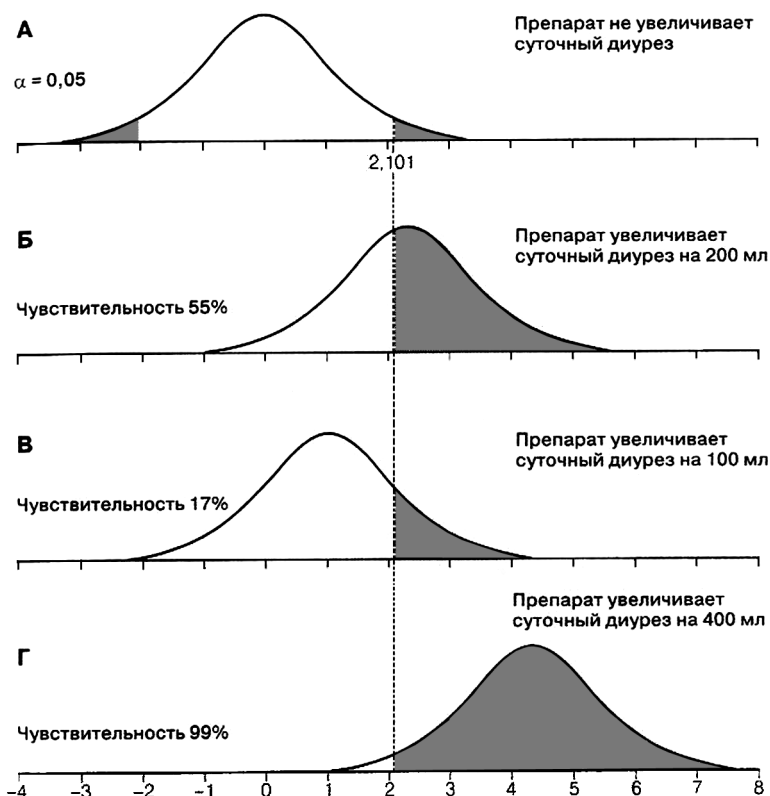 А
Препарат не увеличивает
суточный диурез
α = 0,05
2,101
Б
Препарат увеличивает
суточный диурез на 200 мл
Чувствительность 55%
В
Препарат увеличивает
суточный диурез на 100 мл
Чувствительность 17%
Препарат увеличивает
суточный диурез на 400 мл
Г
Чувствительность 99%
–4 –3 –2 –1 0 1 2 3 4 5 6 7 8